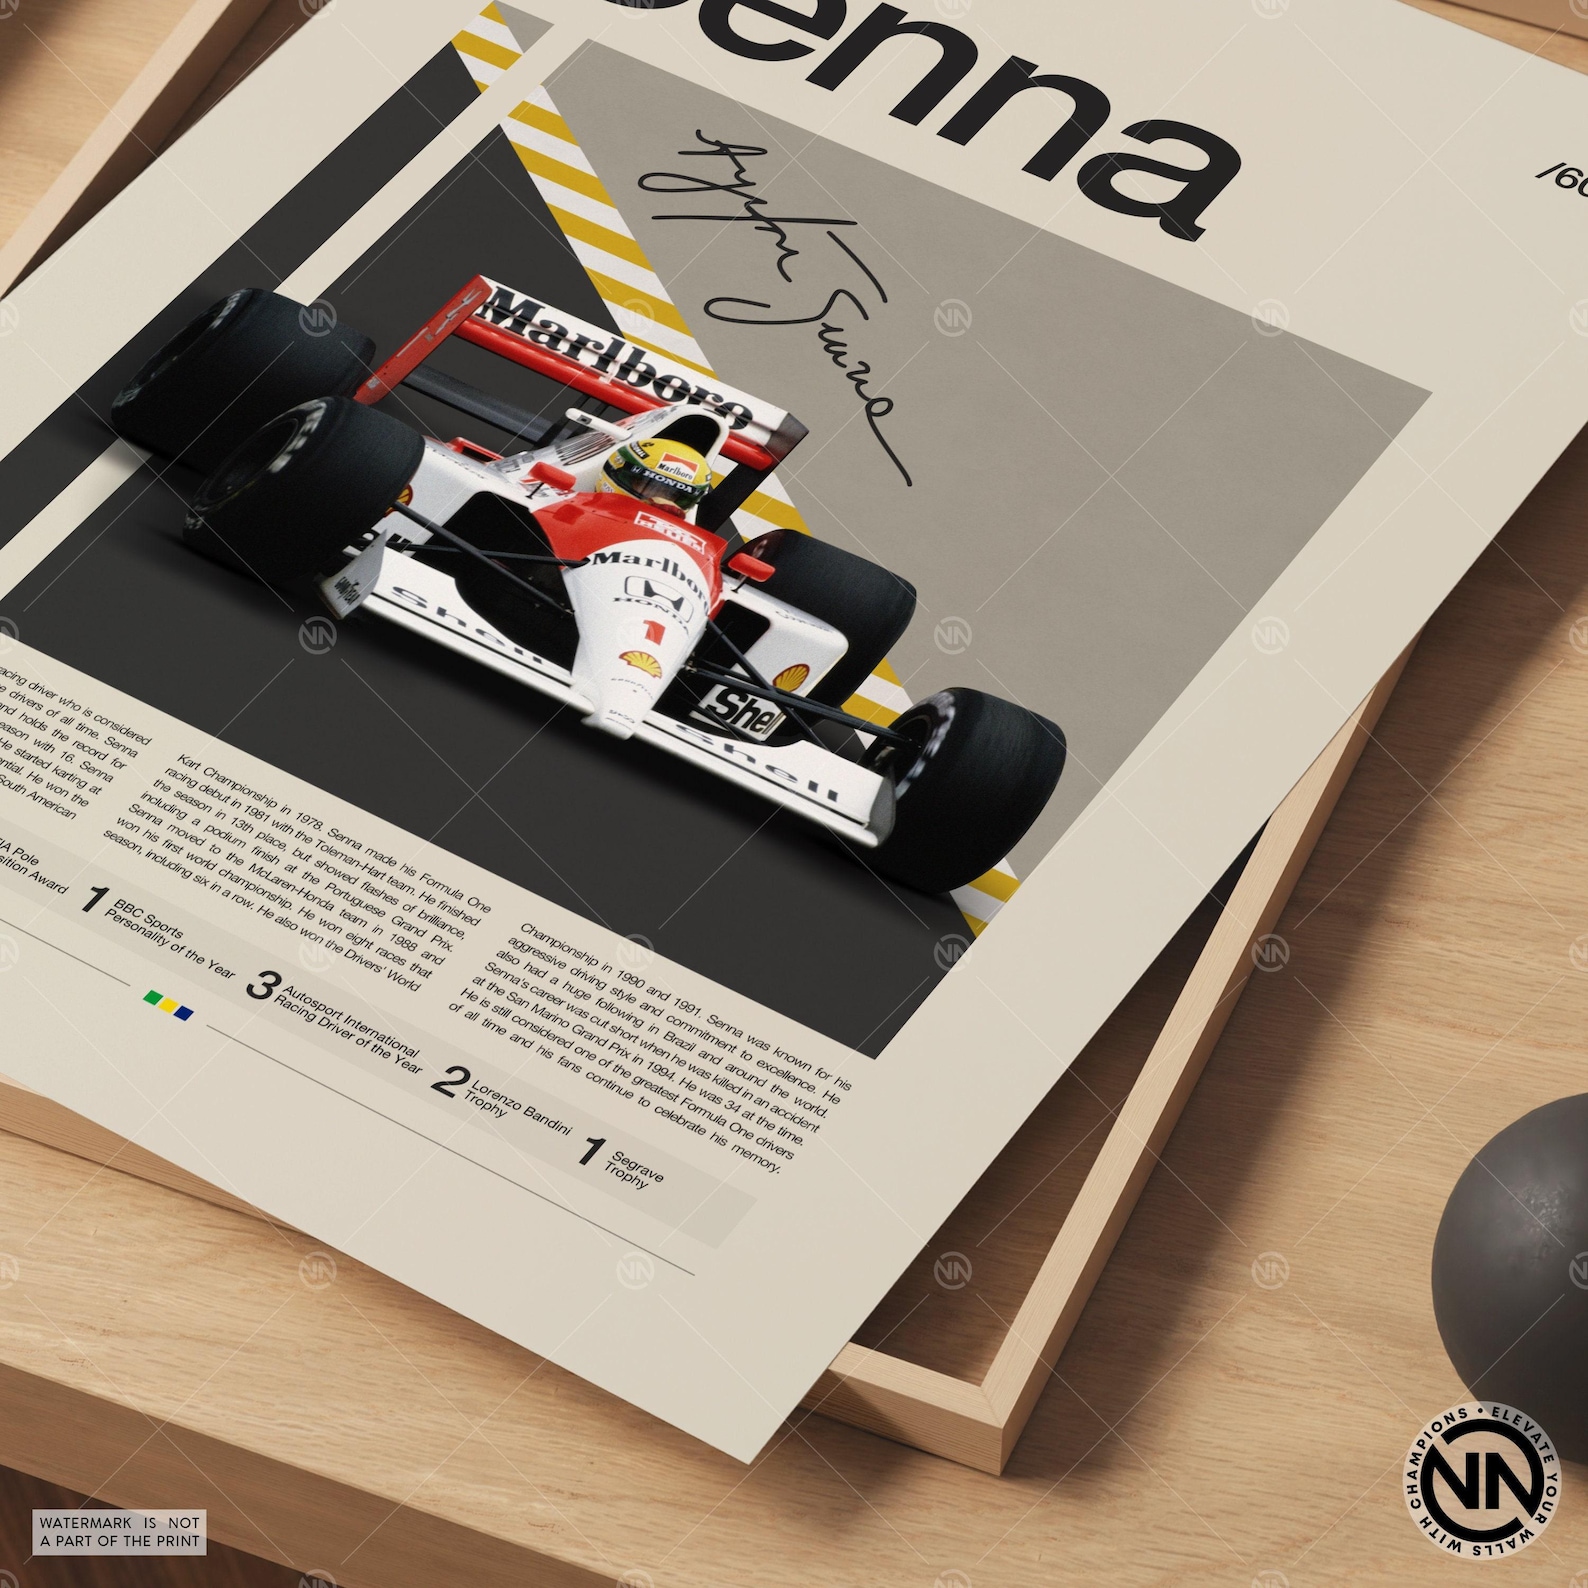 Senna
/60
Ayrton Senna
Marlboro
Marlboro
HONDA
Marlboro
HONDA
1
Shell
Shell
Shell
racing driver who is considered
drivers of all time. Senna
and holds the record for
season with 16. Senna
He started karting at
He won the
South American
Kart Championship in 1978. Senna made his Formula One
racing debut in 1981 with the Toleman-Hart team. He finished
the season in 13th place, but showed flashes of brilliance,
including a podium finish at the Portuguese Grand Prix.
Senna moved to the McLaren-Honda team in 1988 and
won his first world championship. He won eight races that
season, including six in a row. He also won the Drivers' World
Championship in 1990 and 1991. Senna was known for his
aggressive driving style and commitment to excellence. He
also had a huge following in Brazil and around the world.
Senna's career was cut short when he was killed in an accident
at the San Marino Grand Prix in 1994. He was 34 at the time.
He is still considered one of the greatest Formula One drivers
of all time and his fans continue to celebrate his memory.
Pole
Award
1 BBC Sports
Personality of the Year
3 Autosport International
Racing Driver of the Year
2 Lorenzo Bandini
Trophy
1 Segrave
Trophy
WATERMARK IS NOT
A PART OF THE PRINT
ELEVATE YOUR WALLS WITH CHAMPIONS •